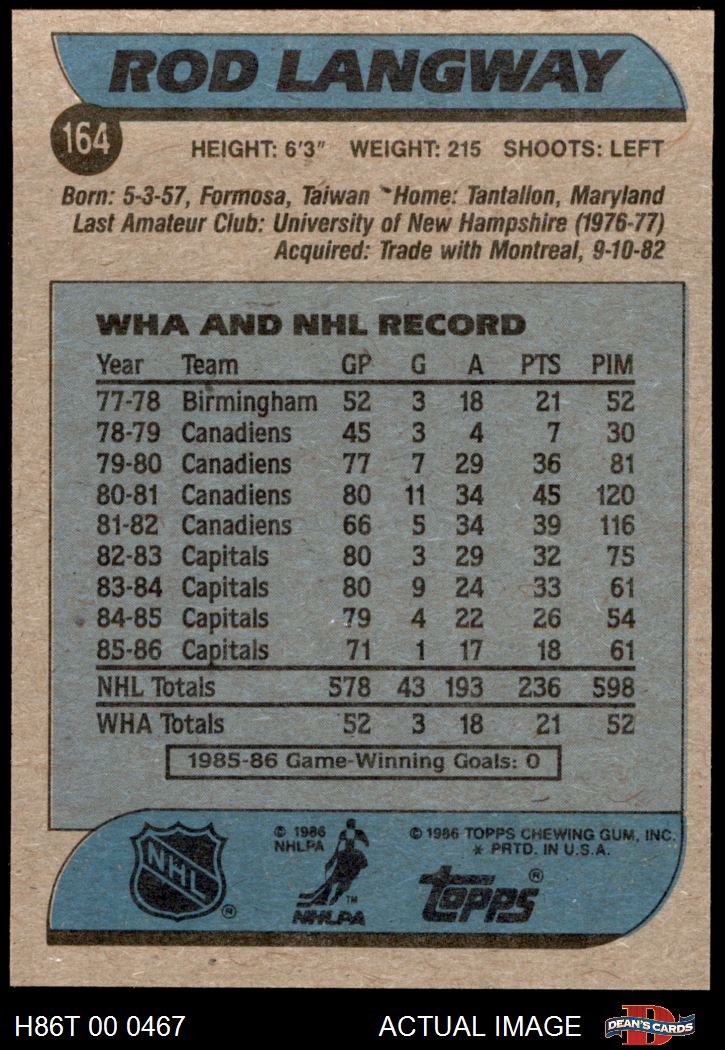 ROD LANGWAY
164
HEIGHT: 6'3" WEIGHT: 215 SHOOTS: LEFT
Born: 5-3-57, Formosa, Taiwan Home: Tantallon, Maryland
Last Amateur Club: University of New Hampshire (1976-77)
Acquired: Trade with Montreal, 9-10-82
WHA AND NHL RECORD
Year Team GP G A PTS PIM
77-78 Birmingham 52 3 18 21 52
78-79 Canadiens 45 3 4 7 30
79-80 Canadiens 77 7 29 36 81
80-81 Canadiens 80 11 34 45 120
81-82 Canadiens 66 5 34 39 116
82-83 Capitals 80 3 29 32 75
83-84 Capitals 80 9 24 33 61
84-85 Capitals 79 4 22 26 54
85-86 Capitals 71 1 17 18 61
NHL Totals 578 43 193 236 598
WHA Totals 52 3 18 21 52
1985-86 Game-Winning Goals: 0
NHL ®
© 1986
NHLPA
TM
NHLPA
© 1986 TOPPS CHEWING GUM, INC.
* PRTD. IN U.S.A.
topps ®
H86T 00 0467 ACTUAL IMAGE
D
DEAN'S CARDS